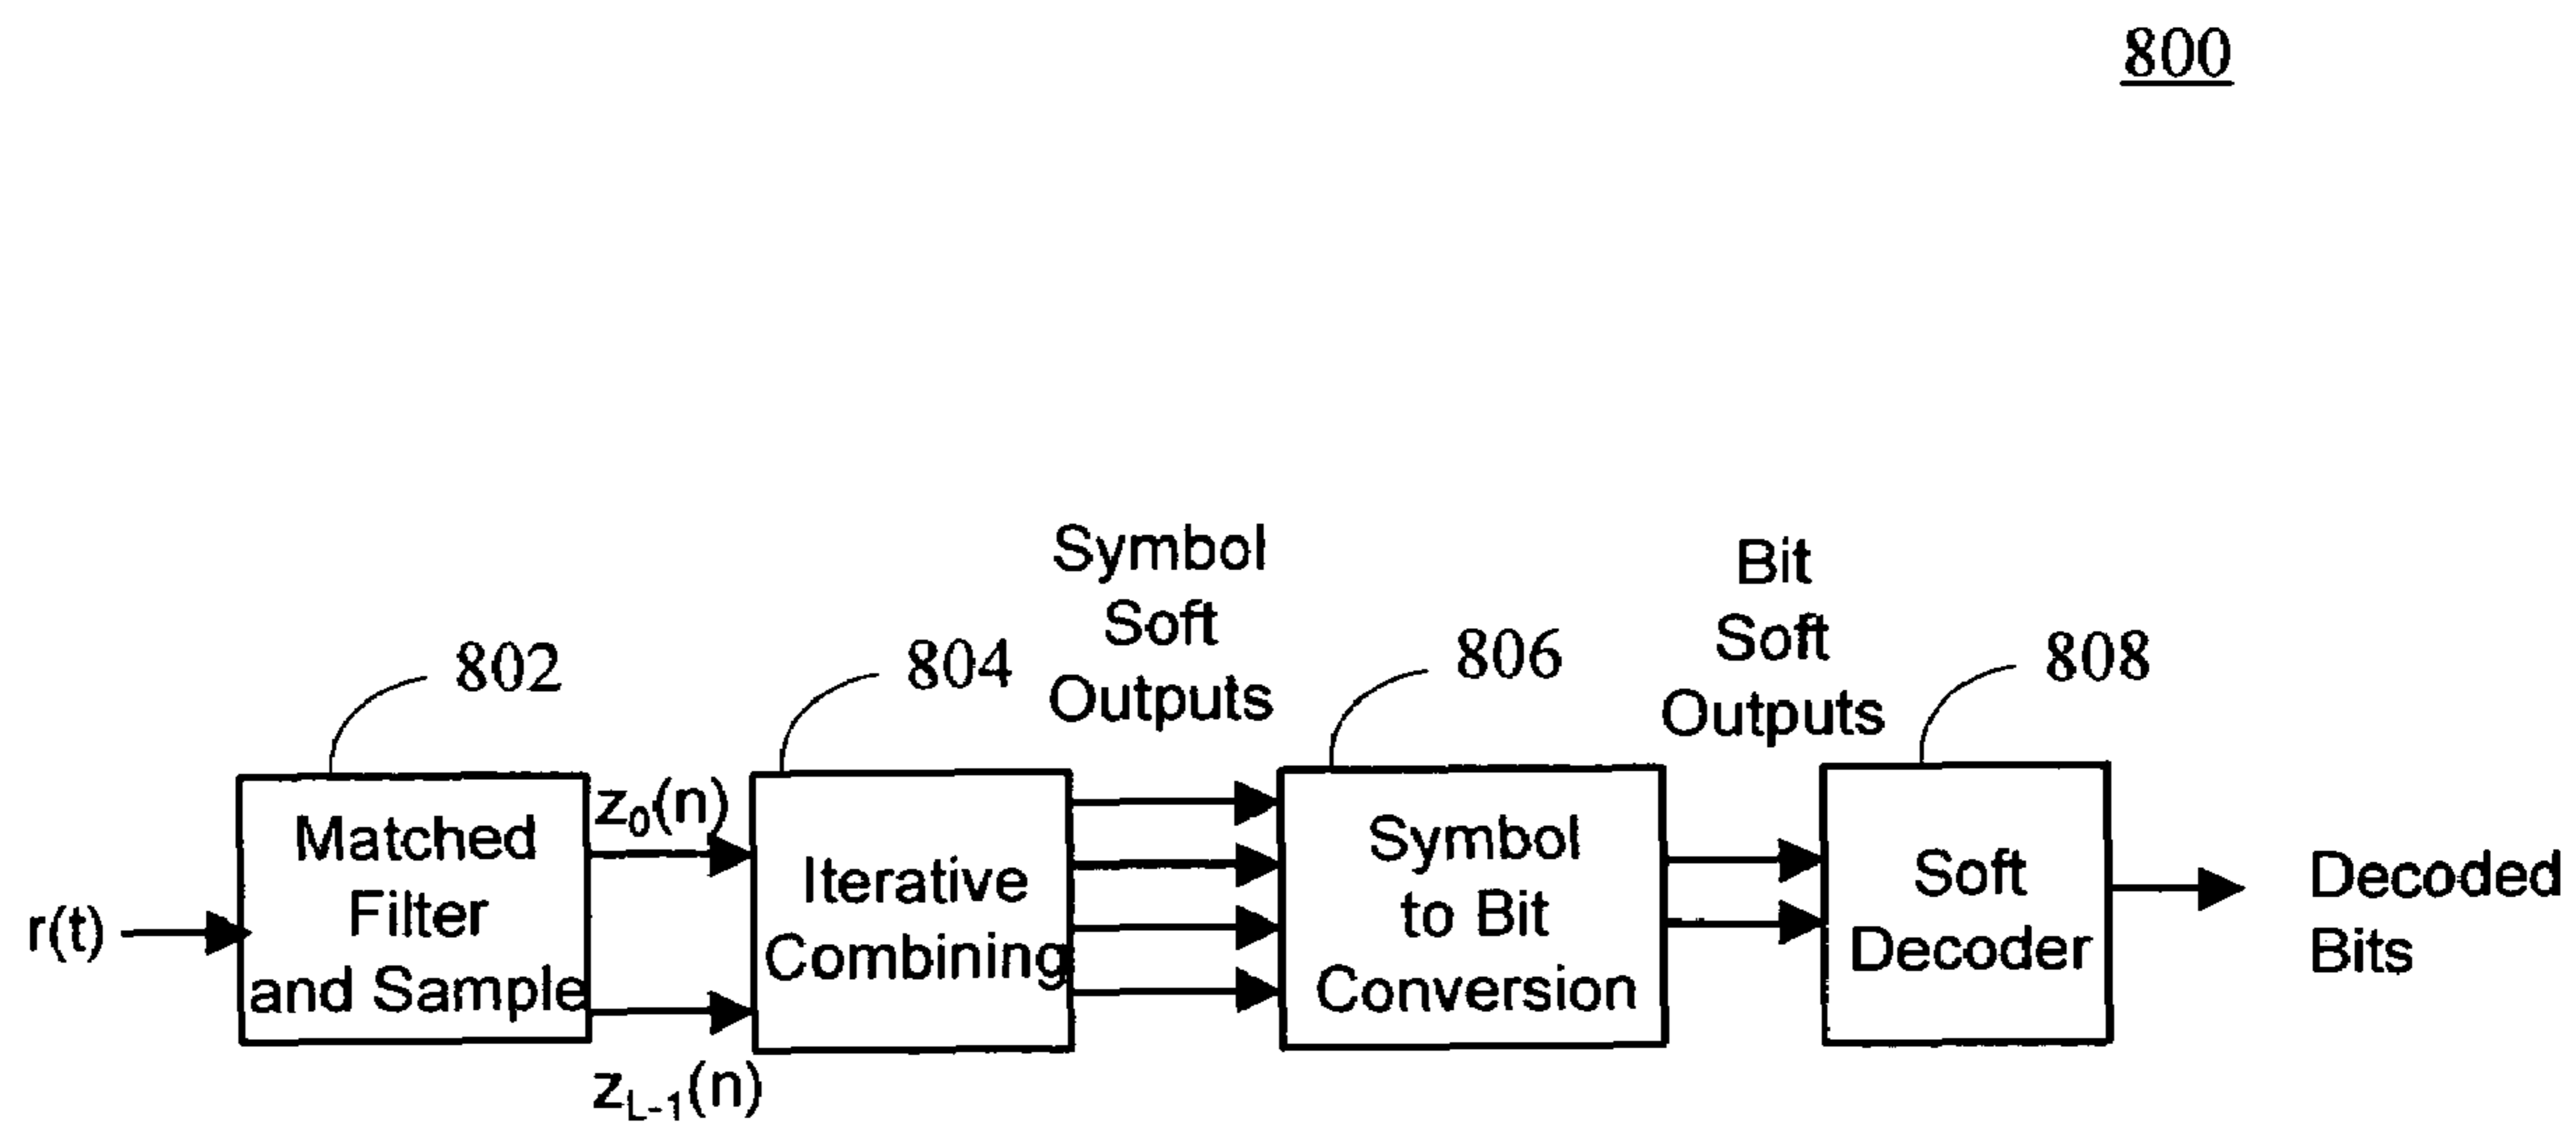 800
Symbol
Soft
Outputs
Bit
Soft
Outputs
802
804
806
808
r(t)
Matched
Filter
and Sample
z0(n)
zL-1(n)
Iterative
Combining
Symbol
to Bit
Conversion
Soft
Decoder
Decoded
Bits